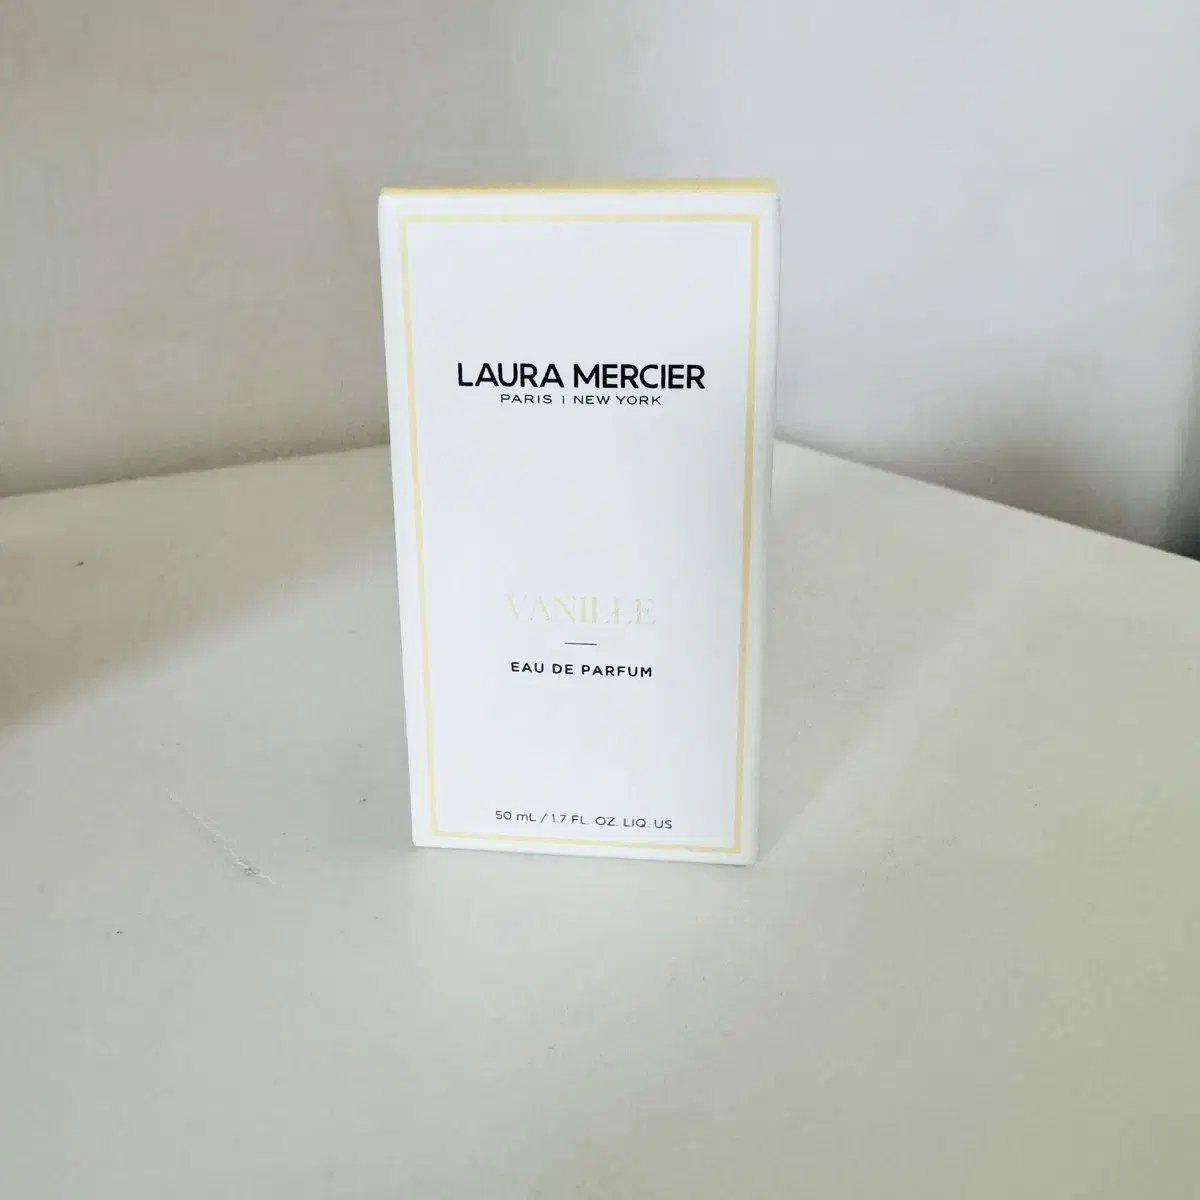 LAURA MERCIER
PARIS | NEW YORK
VANILLE
EAU DE PARFUM
50 mL / 1.7 FL. OZ. LIQ. US